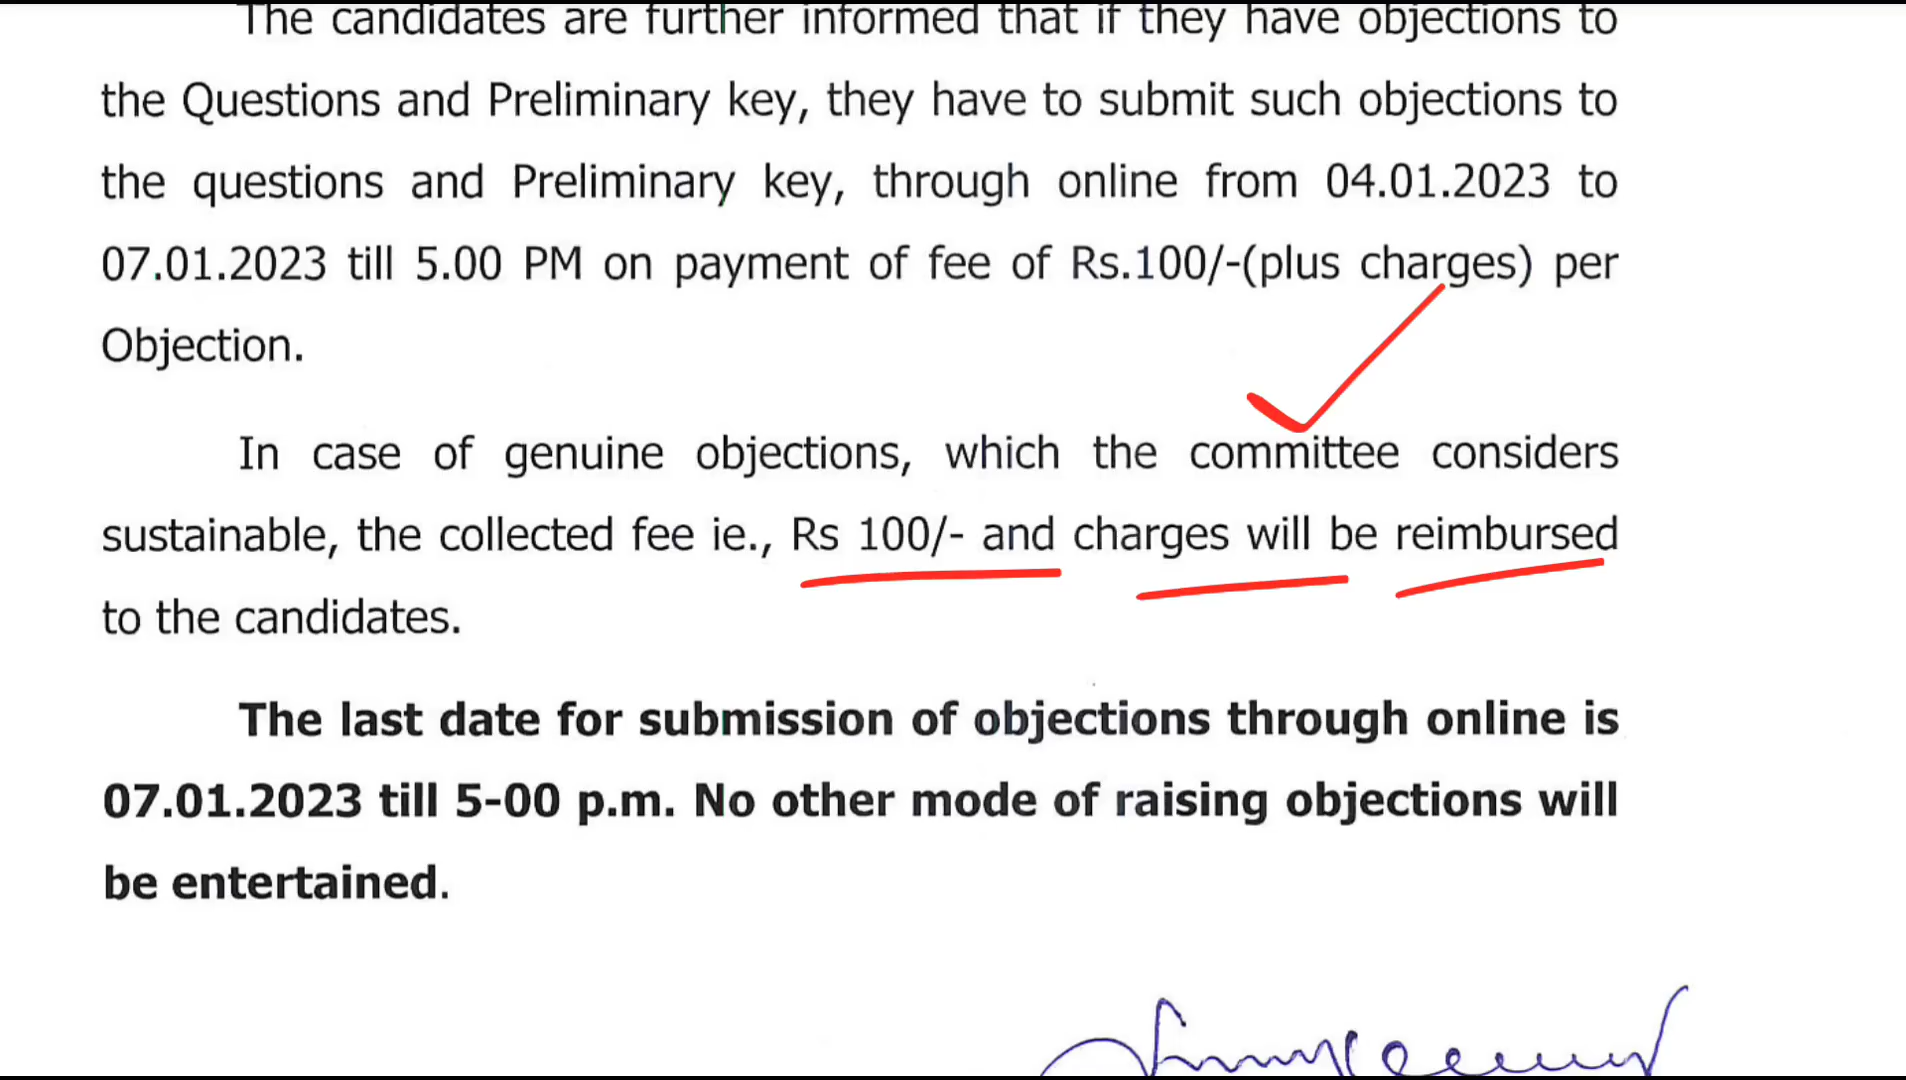 The candidates are further informed that if they have objections to
the Questions and Preliminary key, they have to submit such objections to
the questions and Preliminary key, through online from 04.01.2023 to
07.01.2023 till 5.00 PM on payment of fee of Rs.100/-(plus charges) per
Objection.
In case of genuine objections, which the committee considers
sustainable, the collected fee ie., Rs 100/- and charges will be reimbursed
to the candidates.
The last date for submission of objections through online is
07.01.2023 till 5-00 p.m. No other mode of raising objections will
be entertained.